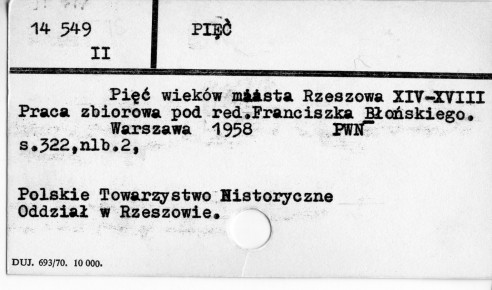 14 549
PIĘĆ
II
Pięć wieków miasta Rzeszowa XIV-XVIII
Praca zbiorowa pod red.Franciszka Błońskiego.
Warszawa 1958 PWN
s.322,nlb.2,
Polskie Towarzystwo Historyczne
Oddział w Rzeszowie.
DUJ. 693/70. 10 000.